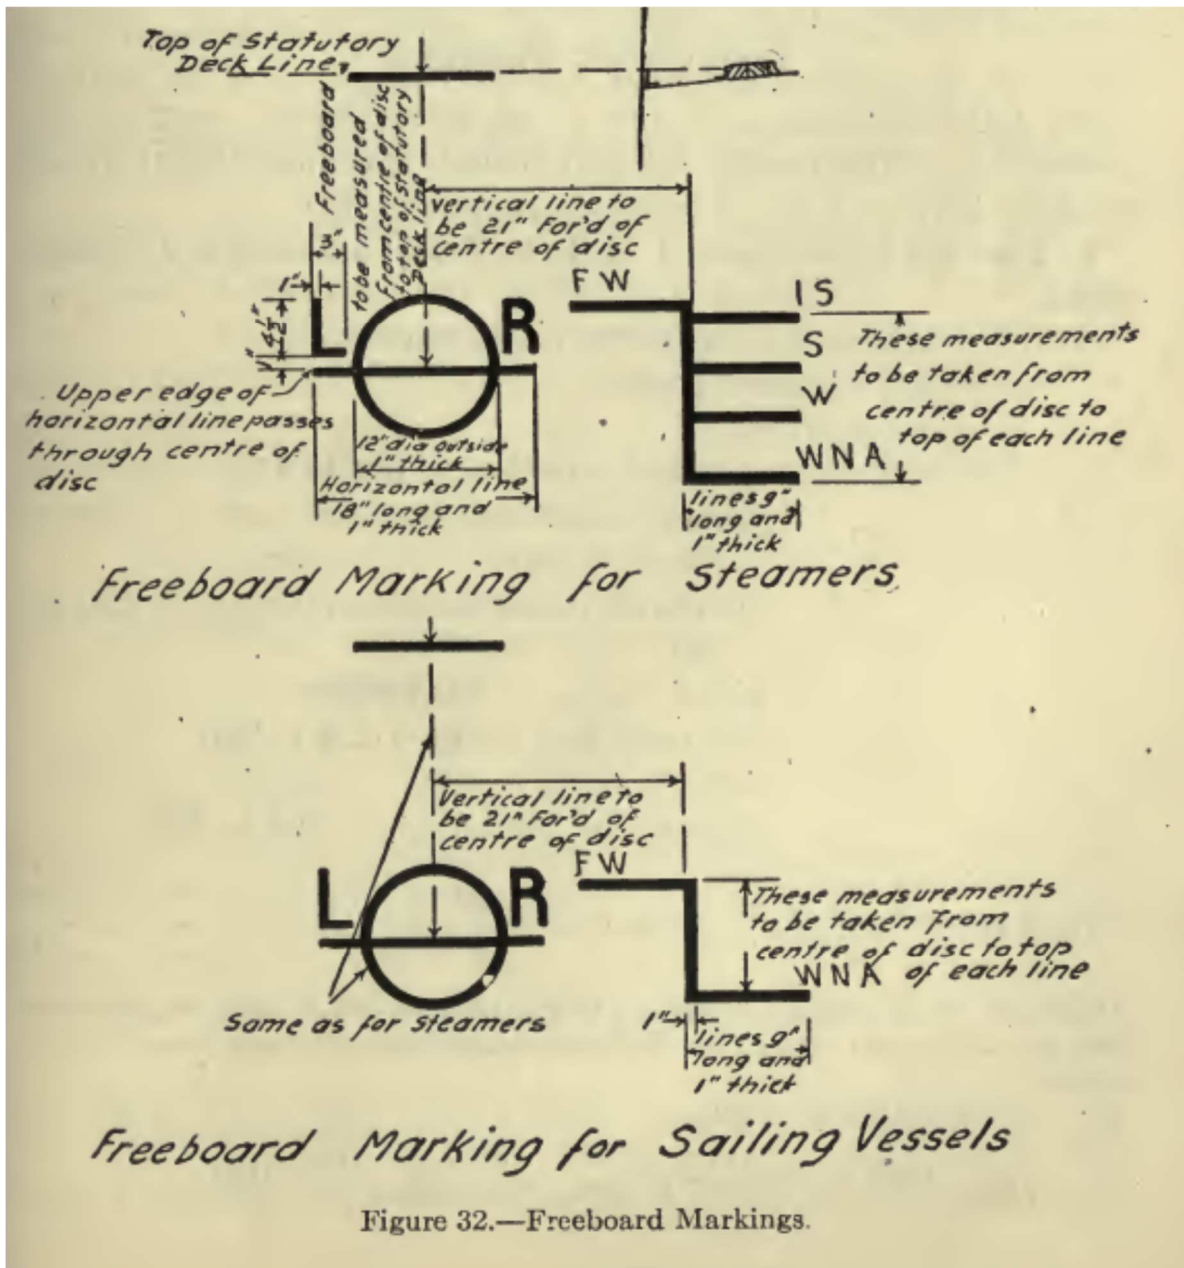 Top of Statutory
Deck Line
Freeboard
to be measured
From centre of disc
to top of Statutory
Deck line
Vertical line to
be 21" For'd of
centre of disc
3"
1"
4½"
1"
L
R
F W
I S
S
W
W N A
These measurements
to be taken from
centre of disc to
top of each line
Upper edge of
horizontal line passes
through centre of
disc
12" dia outside
1" thick
Horizontal line
18" long and
1" thick
lines 9"
long and
1" thick
Freeboard Marking for Steamers
Vertical line to
be 21" For'd of
centre of disc
L
R
F W
These measurements
to be taken From
centre of disc to top
of each line
W N A
Same as for Steamers
1"
lines 9"
long and
1" thick
Freeboard Marking for Sailing Vessels
Figure 32.—Freeboard Markings.